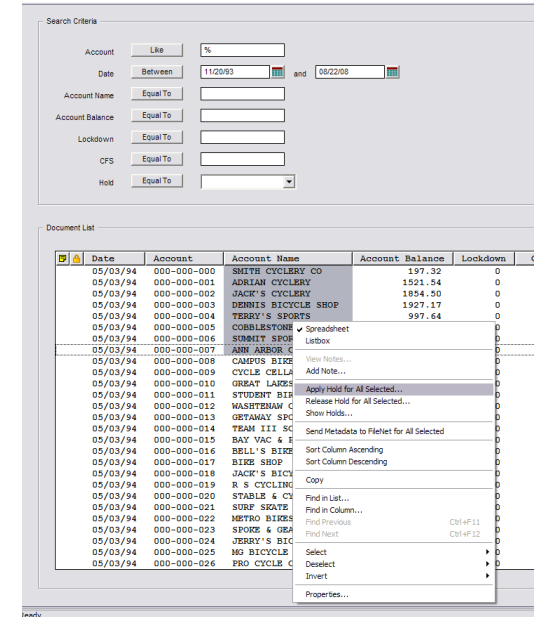 Search Criteria
Account Like %
Date Between 11/20/93 and 08/22/08
Account Name Equal To
Account Balance Equal To
Lockdown Equal To
CFS Equal To
Hold Equal To
Document List
Date Account Account Name Account Balance Lockdown
05/03/94 000-000-000 SMITH CYCLERY CO 197.32 0
05/03/94 000-000-001 ADRIAN CYCLERY 1521.54 0
05/03/94 000-000-002 JACK'S CYCLERY 1854.50 0
05/03/94 000-000-003 DENNIS BICYCLE SHOP 1927.17 0
05/03/94 000-000-004 TERRY'S SPORTS 997.64 0
05/03/94 000-000-005 COBBLESTONE
05/03/94 000-000-006 SUMMIT SPOR
05/03/94 000-000-007 ANN ARBOR C
05/03/94 000-000-008 CAMPUS BIKE
05/03/94 000-000-009 CYCLE CELLA
05/03/94 000-000-010 GREAT LAKES
05/03/94 000-000-011 STUDENT BIK
05/03/94 000-000-012 WASHTENAW C
05/03/94 000-000-013 GETAWAY SPO
05/03/94 000-000-014 TEAM III SC
05/03/94 000-000-015 BAY VAC &
05/03/94 000-000-016 BELL'S BIKE
05/03/94 000-000-017 BIKE SHOP
05/03/94 000-000-018 JACK'S BICY
05/03/94 000-000-019 R S CYCLING
05/03/94 000-000-020 STABLE & CY
05/03/94 000-000-021 SURF SKATE
05/03/94 000-000-022 METRO BIKES
05/03/94 000-000-023 SPOKE & GEA
05/03/94 000-000-024 JERRY'S BIC
05/03/94 000-000-025 MG BICYCLE
05/03/94 000-000-026 PRO CYCLE
Spreadsheet
Listbox
View Notes...
Add Note...
Apply Hold for All Selected...
Release Hold for All Selected...
Show Holds...
Send Metadata to FileNet for All Selected
Sort Column Ascending
Sort Column Descending
Copy
Find in List...
Find in Column...
Find Previous Ctrl+F11
Find Next Ctrl+F12
Select
Deselect
Invert
Properties...